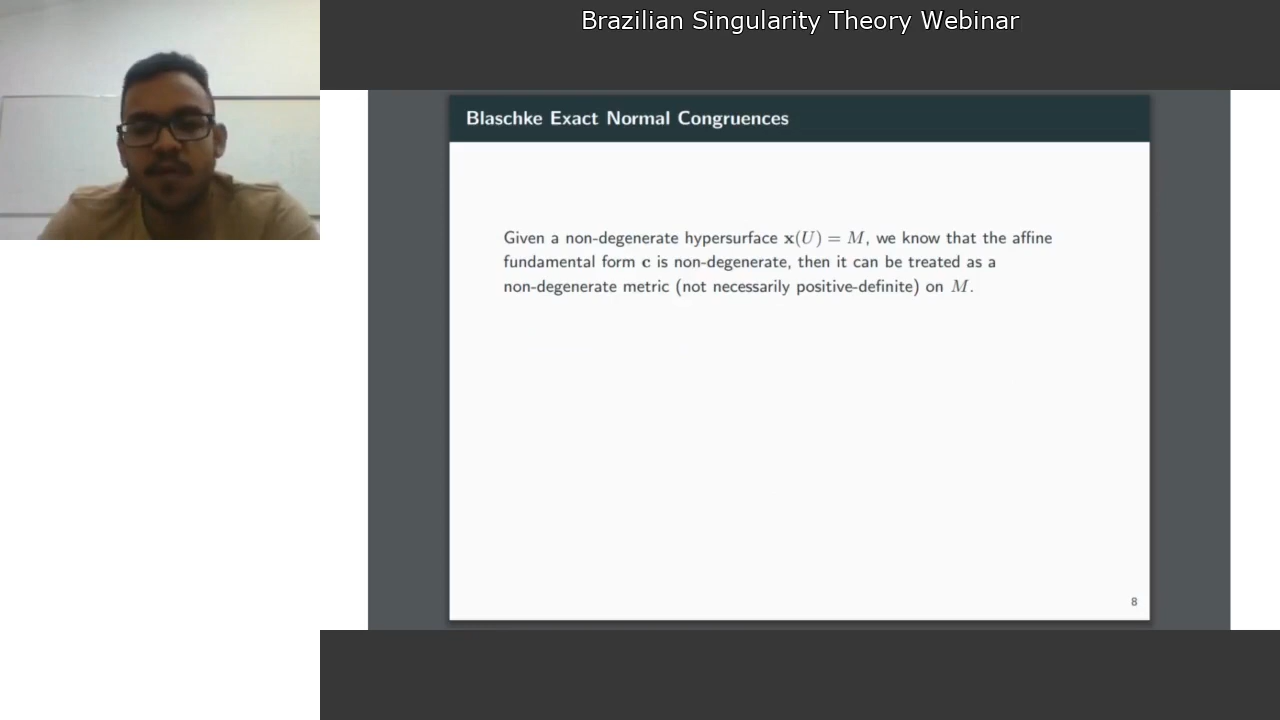 Brazilian Singularity Theory Webinar
Blaschke Exact Normal Congruences
Given a non-degenerate hypersurface x(U) = M, we know that the affine
fundamental form c is non-degenerate, then it can be treated as a
non-degenerate metric (not necessarily positive-definite) on M.
8